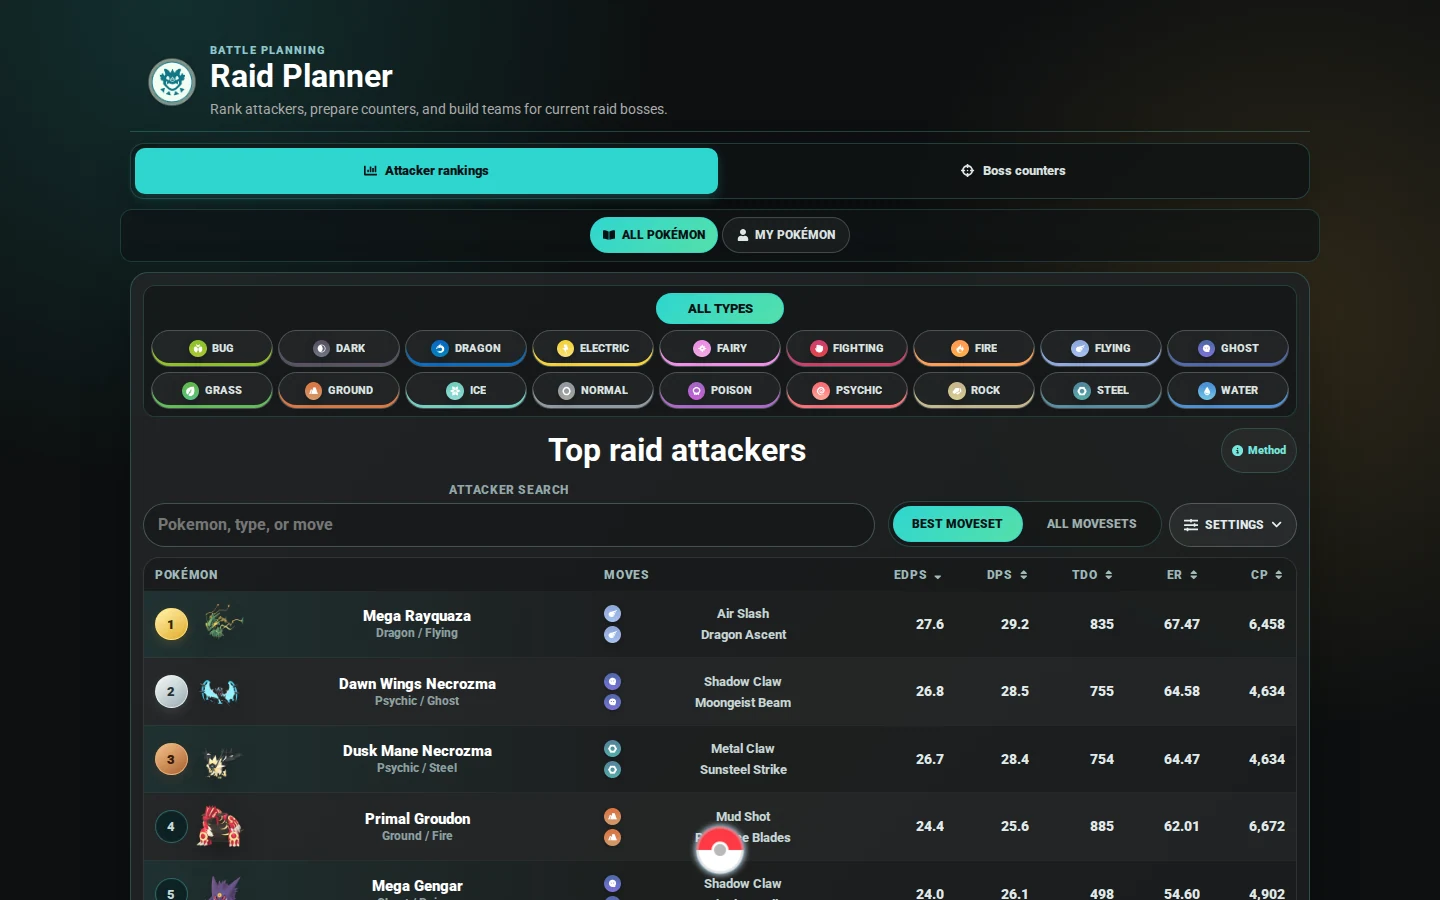 BATTLE PLANNING
Raid Planner
Rank attackers, prepare counters, and build teams for current raid bosses.
Attacker rankings
Boss counters
ALL POKÉMON
MY POKÉMON
ALL TYPES
BUG DARK DRAGON ELECTRIC FAIRY FIGHTING FIRE FLYING GHOST
GRASS GROUND ICE NORMAL POISON PSYCHIC ROCK STEEL WATER
Top raid attackers
Method
ATTACKER SEARCH
Pokemon, type, or move
BEST MOVESET
ALL MOVESETS
SETTINGS
POKÉMON MOVES EDPS DPS TDO ER CP
1 Mega Rayquaza Air Slash 27.6 29.2 835 67.47 6,458
Dragon / Flying Dragon Ascent
2 Dawn Wings Necrozma Shadow Claw 26.8 28.5 755 64.58 4,634
Psychic / Ghost Moongeist Beam
3 Dusk Mane Necrozma Metal Claw 26.7 28.4 754 64.47 4,634
Psychic / Steel Sunsteel Strike
4 Primal Groudon Mud Shot 24.4 25.6 885 62.01 6,672
Ground / Fire Blades
5 Mega Gengar Shadow Claw 24.0 26.1 498 54.60 4,902